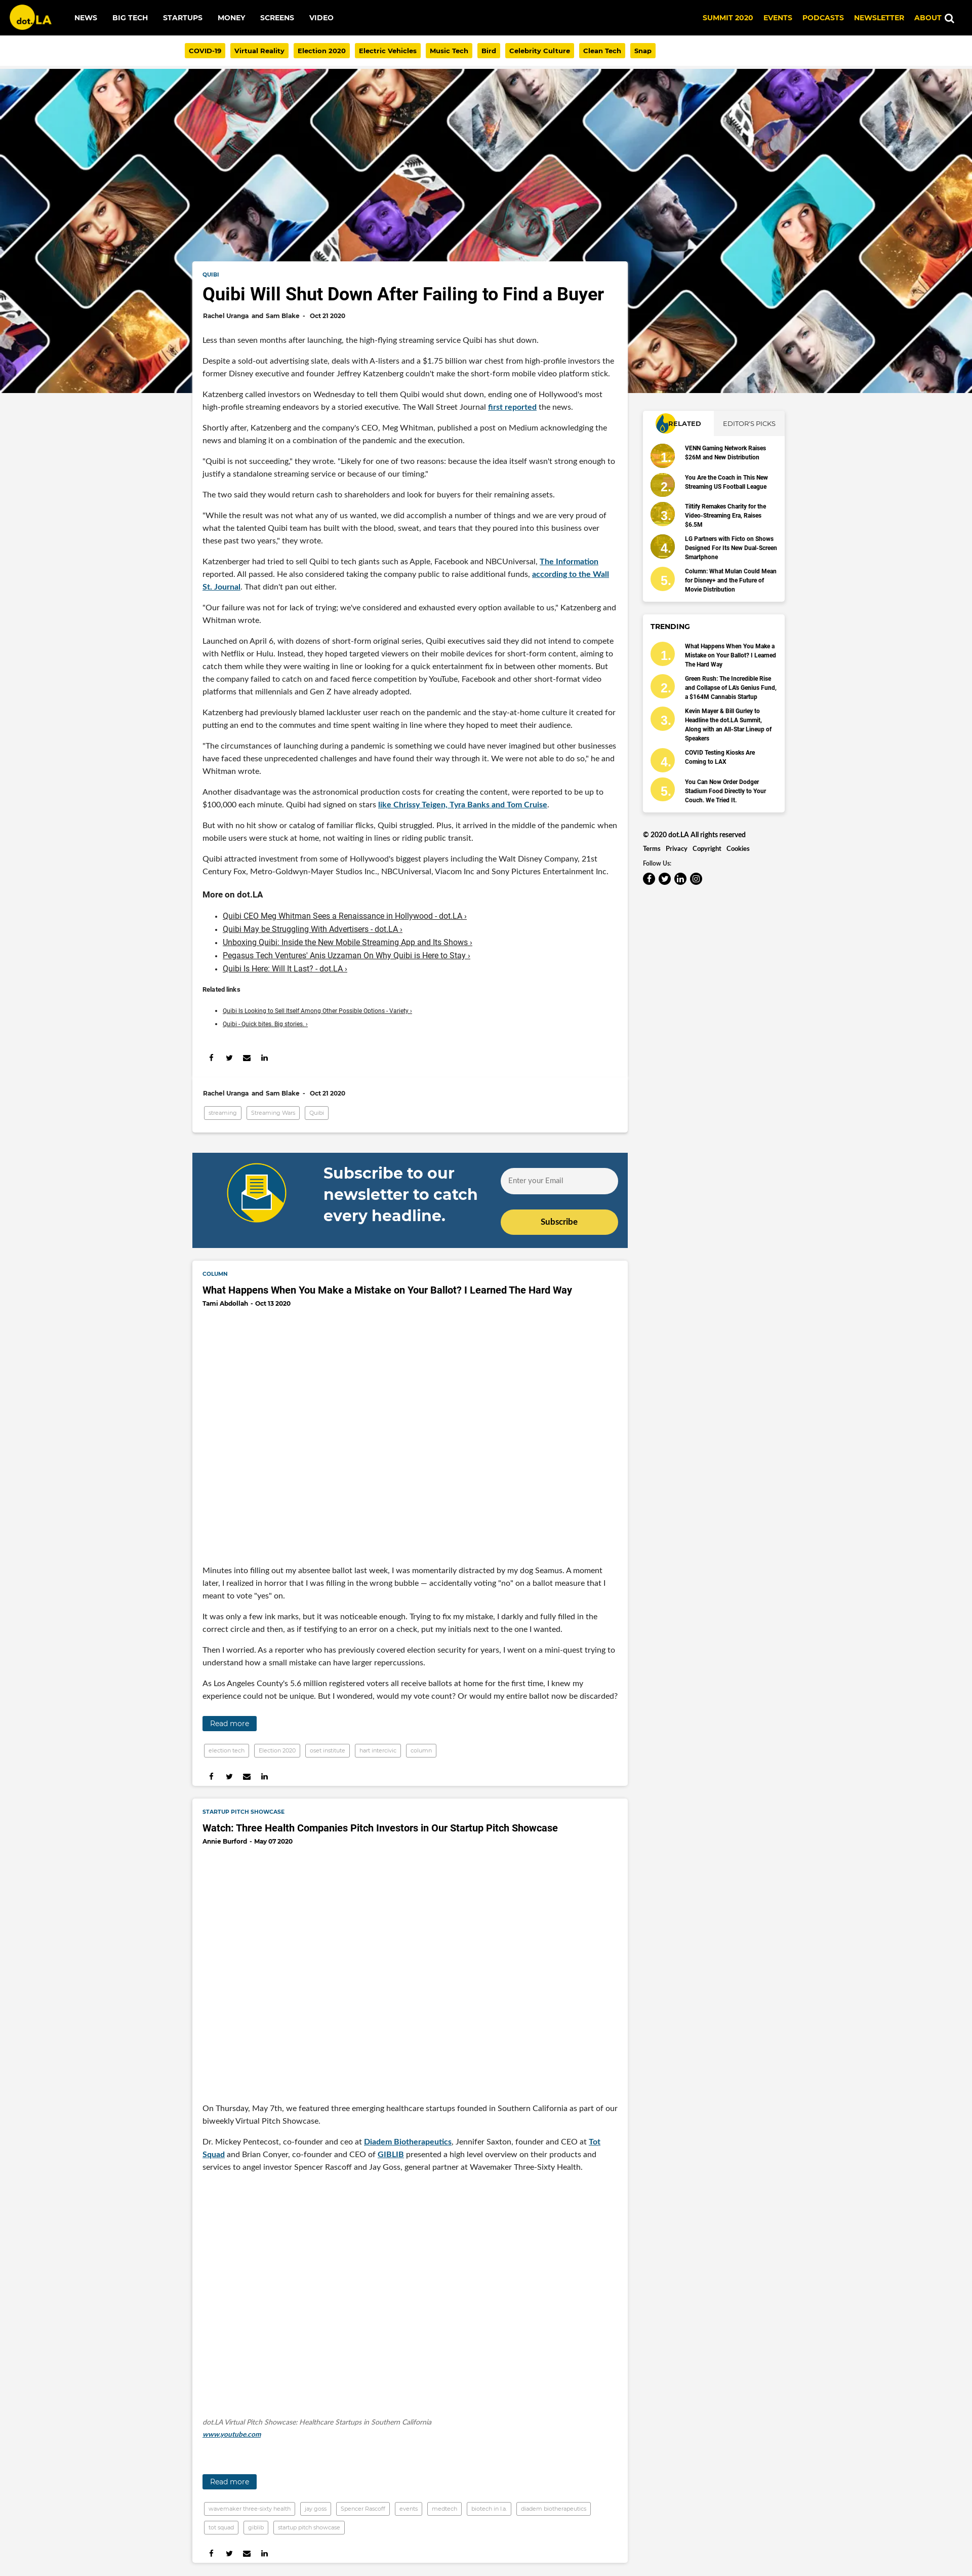 dot.LA
NEWS BIG TECH STARTUPS MONEY SCREENS VIDEO
SUMMIT 2020 EVENTS PODCASTS NEWSLETTER ABOUT
COVID-19 Virtual Reality Election 2020 Electric Vehicles Music Tech Bird Celebrity Culture Clean Tech Snap
QUIBI
Quibi Will Shut Down After Failing to Find a Buyer
Rachel Uranga and Sam Blake - Oct 21 2020
Less than seven months after launching, the high-flying streaming service Quibi has shut down.
Despite a sold-out advertising slate, deals with A-listers and a $1.75 billion war chest from high-profile investors the
former Disney executive and founder Jeffrey Katzenberg couldn't make the short-form mobile video platform stick.
Katzenberg called investors on Wednesday to tell them Quibi would shut down, ending one of Hollywood's most
high-profile streaming endeavors by a storied executive. The Wall Street Journal first reported the news.
Shortly after, Katzenberg and the company's CEO, Meg Whitman, published a post on Medium acknowledging the
news and blaming it on a combination of the pandemic and the execution.
"Quibi is not succeeding," they wrote. "Likely for one of two reasons: because the idea itself wasn't strong enough to
justify a standalone streaming service or because of our timing."
The two said they would return cash to shareholders and look for buyers for their remaining assets.
"While the result was not what any of us wanted, we did accomplish a number of things and we are very proud of
what the talented Quibi team has built with the blood, sweat, and tears that they poured into this business over
these past two years," they wrote.
Katzenberger had tried to sell Quibi to tech giants such as Apple, Facebook and NBCUniversal, The Information
reported. All passed. He also considered taking the company public to raise additional funds, according to the Wall
St. Journal. That didn't pan out either.
"Our failure was not for lack of trying; we've considered and exhausted every option available to us," Katzenberg and
Whitman wrote.
Launched on April 6, with dozens of short-form original series, Quibi executives said they did not intend to compete
with Netflix or Hulu. Instead, they hoped targeted viewers on their mobile devices for short-form content, aiming to
catch them while they were waiting in line or looking for a quick entertainment fix in between other moments. But
the company failed to catch on and faced fierce competition by YouTube, Facebook and other short-format video
platforms that millennials and Gen Z have already adopted.
Katzenberg had previously blamed lackluster user reach on the pandemic and the stay-at-home culture it created for
putting an end to the commutes and time spent waiting in line where they hoped to meet their audience.
"The circumstances of launching during a pandemic is something we could have never imagined but other businesses
have faced these unprecedented challenges and have found their way through it. We were not able to do so," he and
Whitman wrote.
Another disadvantage was the astronomical production costs for creating the content, were reported to be up to
$100,000 each minute. Quibi had signed on stars like Chrissy Teigen, Tyra Banks and Tom Cruise.
But with no hit show or catalog of familiar flicks, Quibi struggled. Plus, it arrived in the middle of the pandemic when
mobile users were stuck at home, not waiting in lines or riding public transit.
Quibi attracted investment from some of Hollywood's biggest players including the Walt Disney Company, 21st
Century Fox, Metro-Goldwyn-Mayer Studios Inc., NBCUniversal, Viacom Inc and Sony Pictures Entertainment Inc.
More on dot.LA
Quibi CEO Meg Whitman Sees a Renaissance in Hollywood - dot.LA ›
Quibi May be Struggling With Advertisers - dot.LA ›
Unboxing Quibi: Inside the New Mobile Streaming App and Its Shows ›
Pegasus Tech Ventures' Anis Uzzaman On Why Quibi is Here to Stay ›
Quibi Is Here: Will It Last? - dot.LA ›
Related links
Quibi Is Looking to Sell Itself Among Other Possible Options - Variety ›
Quibi - Quick bites. Big stories. ›
Rachel Uranga and Sam Blake - Oct 21 2020
streaming Streaming Wars Quibi
RELATED EDITOR'S PICKS
1. VENN Gaming Network Raises
$26M and New Distribution
2. You Are the Coach in This New
Streaming US Football League
3. Tiltify Remakes Charity for the
Video-Streaming Era, Raises
$6.5M
4. LG Partners with Ficto on Shows
Designed For Its New Dual-Screen
Smartphone
5. Column: What Mulan Could Mean
for Disney+ and the Future of
Movie Distribution
TRENDING
1. What Happens When You Make a
Mistake on Your Ballot? I Learned
The Hard Way
2. Green Rush: The Incredible Rise
and Collapse of LA's Genius Fund,
a $164M Cannabis Startup
3. Kevin Mayer & Bill Gurley to
Headline the dot.LA Summit,
Along with an All-Star Lineup of
Speakers
4. COVID Testing Kiosks Are
Coming to LAX
5. You Can Now Order Dodger
Stadium Food Directly to Your
Couch. We Tried It.
© 2020 dot.LA All rights reserved
Terms Privacy Copyright Cookies
Follow Us:
Subscribe to our
newsletter to catch
every headline.
Enter your Email
Subscribe
COLUMN
What Happens When You Make a Mistake on Your Ballot? I Learned The Hard Way
Tami Abdollah - Oct 13 2020
Minutes into filling out my absentee ballot last week, I was momentarily distracted by my dog Seamus. A moment
later, I realized in horror that I was filling in the wrong bubble — accidentally voting "no" on a ballot measure that I
meant to vote "yes" on.
It was only a few ink marks, but it was noticeable enough. Trying to fix my mistake, I darkly and fully filled in the
correct circle and then, as if testifying to an error on a check, put my initials next to the one I wanted.
Then I worried. As a reporter who has previously covered election security for years, I went on a mini-quest trying to
understand how a small mistake can have larger repercussions.
As Los Angeles County's 5.6 million registered voters all receive ballots at home for the first time, I knew my
experience could not be unique. But I wondered, would my vote count? Or would my entire ballot now be discarded?
Read more
election tech Election 2020 oset institute hart intercivic column
STARTUP PITCH SHOWCASE
Watch: Three Health Companies Pitch Investors in Our Startup Pitch Showcase
Annie Burford - May 07 2020
On Thursday, May 7th, we featured three emerging healthcare startups founded in Southern California as part of our
biweekly Virtual Pitch Showcase.
Dr. Mickey Pentecost, co-founder and ceo at Diadem Biotherapeutics, Jennifer Saxton, founder and CEO at Tot
Squad and Brian Conyer, co-founder and CEO of GIBLIB presented a high level overview on their products and
services to angel investor Spencer Rascoff and Jay Goss, general partner at Wavemaker Three-Sixty Health.
dot.LA Virtual Pitch Showcase: Healthcare Startups in Southern California
www.youtube.com
Read more
wavemaker three-sixty health jay goss Spencer Rascoff events medtech biotech in l.a. diadem biotherapeutics
tot squad giblib startup pitch showcase